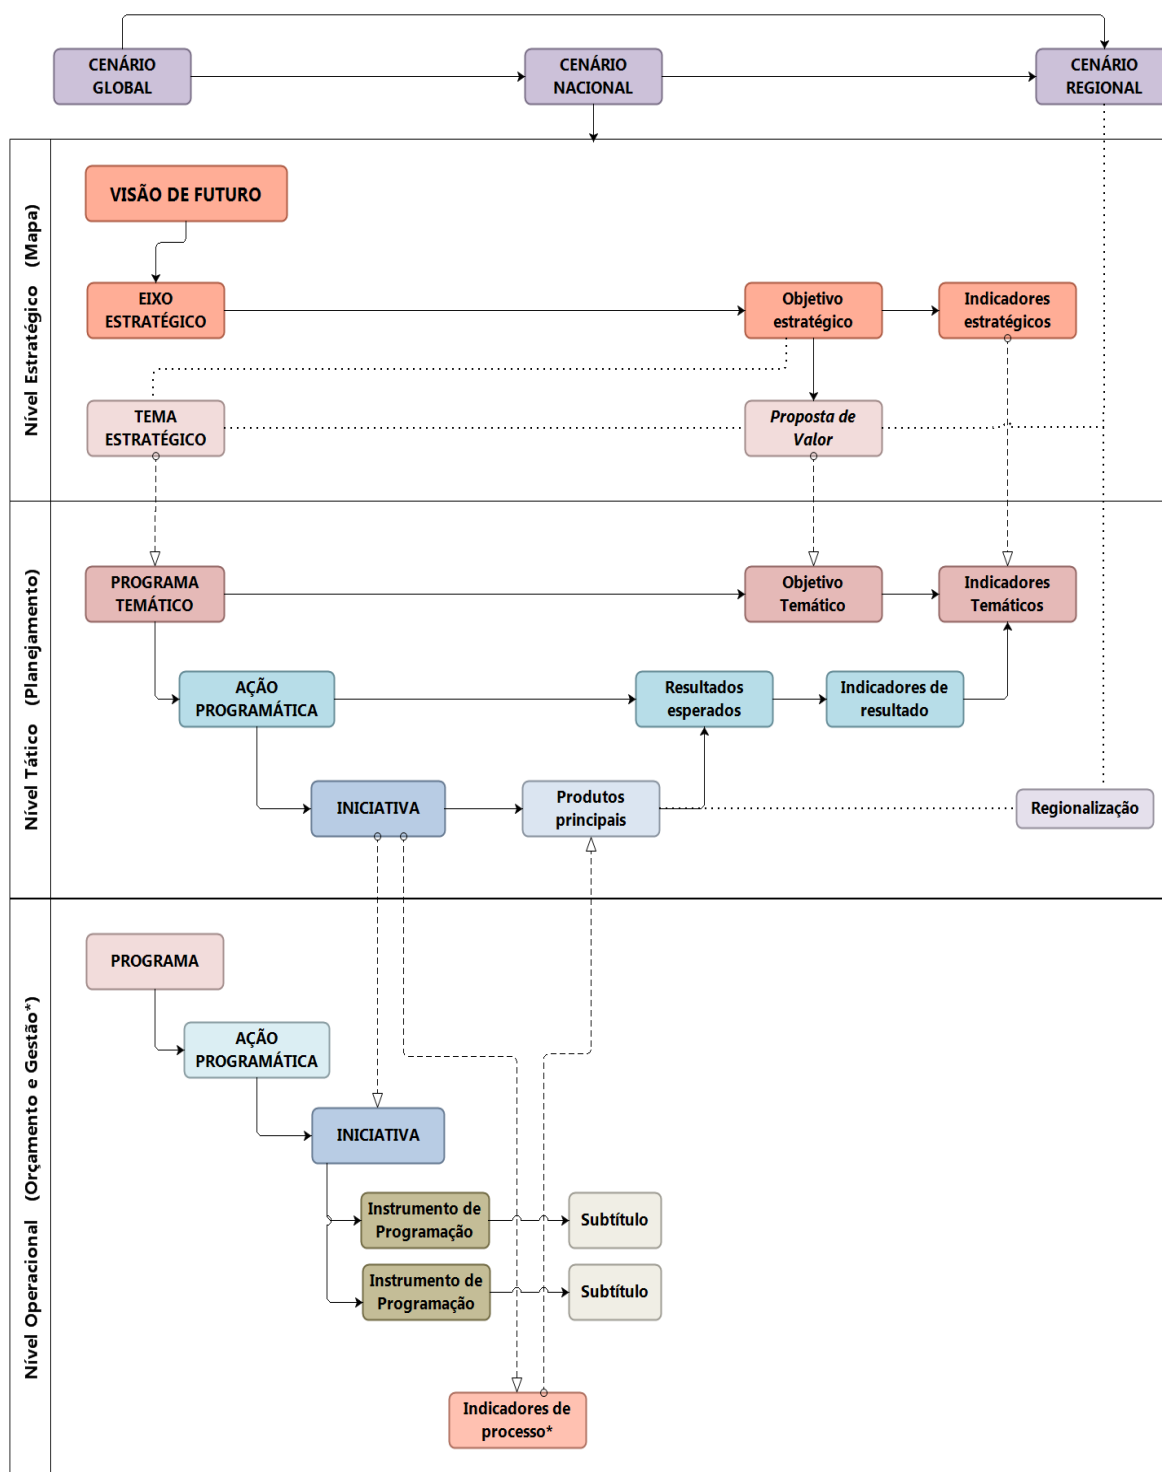 CENÁRIO
GLOBAL
CENÁRIO
NACIONAL
CENÁRIO
REGIONAL
Nível Estratégico (Mapa)
VISÃO DE FUTURO
EIXO
ESTRATÉGICO
Objetivo
estratégico
Indicadores
estratégicos
TEMA
ESTRATÉGICO
Proposta de
Valor
Nível Tático (Planejamento)
PROGRAMA
TEMÁTICO
Objetivo
Temático
Indicadores
Temáticos
AÇÃO
PROGRAMÁTICA
Resultados
esperados
Indicadores de
resultado
INICIATIVA
Produtos
principais
Regionalização
Nível Operacional (Orçamento e Gestão*)
PROGRAMA
AÇÃO
PROGRAMÁTICA
INICIATIVA
Instrumento de
Programação
Subtítulo
Instrumento de
Programação
Subtítulo
Indicadores de
processo*